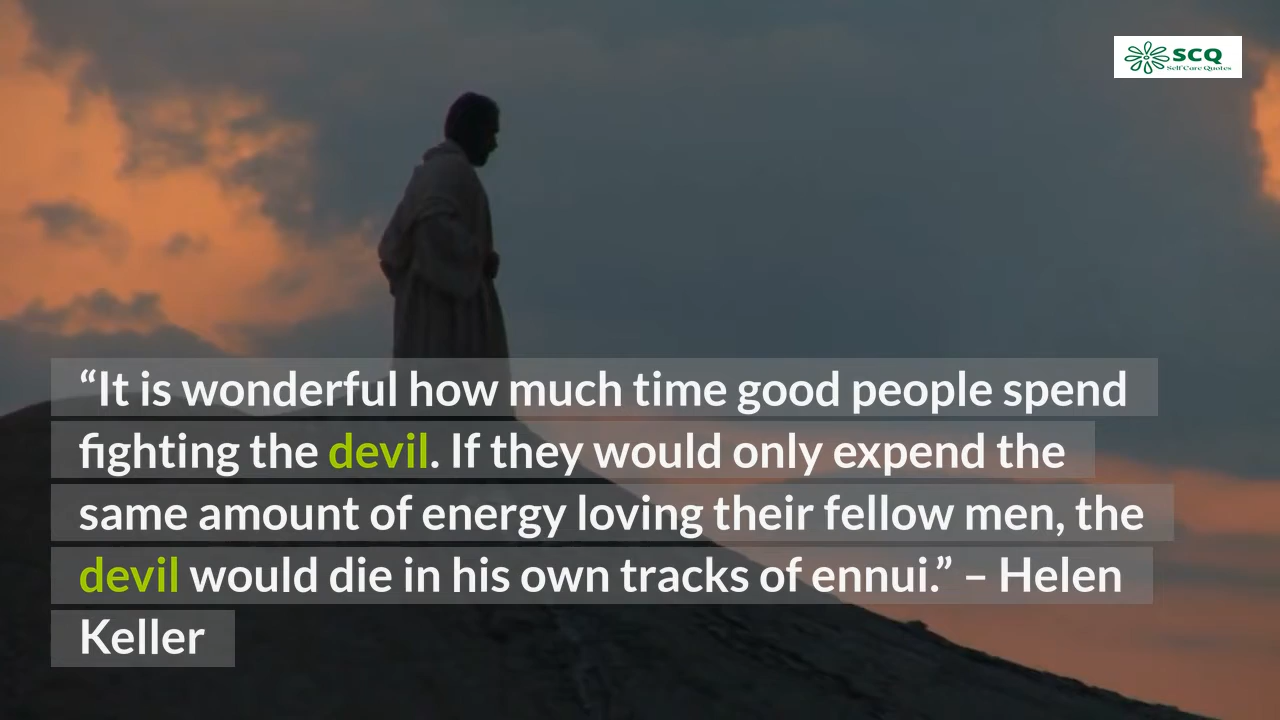 SCQ
Self Care Quotes
“It is wonderful how much time good people spend
fighting the devil. If they would only expend the
same amount of energy loving their fellow men, the
devil would die in his own tracks of ennui.” – Helen
Keller